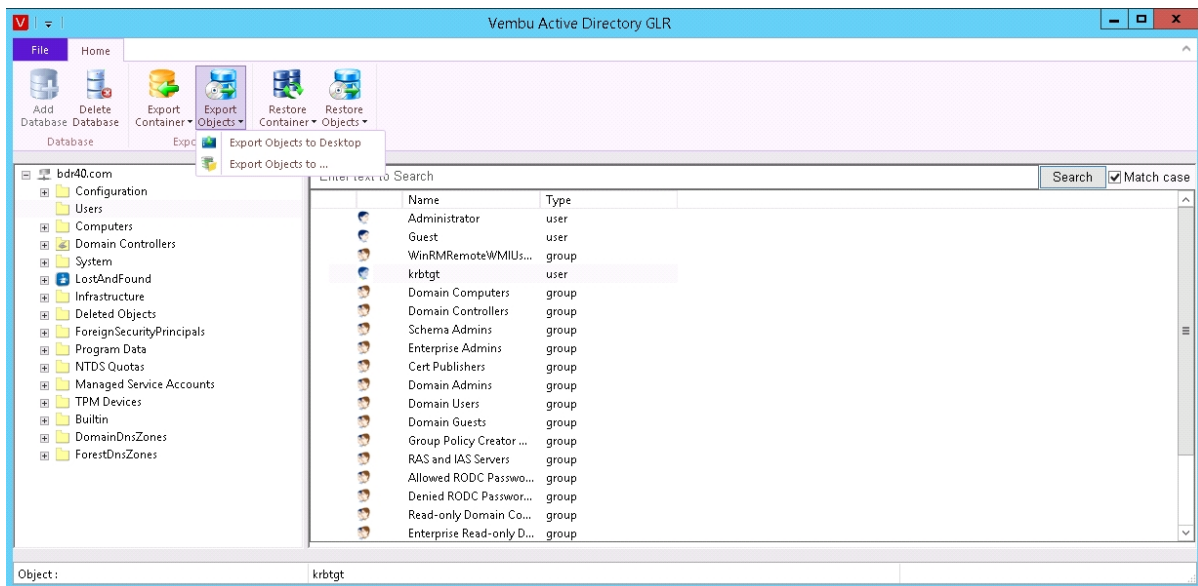 Vembu Active Directory GLR
File Home
Add Database
Delete Database
Export Container
Export Objects
Restore Container
Restore Objects
Database
Export Objects to Desktop
Export Objects to ...
Enter text to Search
Search
Match case
bdr40.com
Configuration
Users
Computers
Domain Controllers
System
LostAndFound
Infrastructure
Deleted Objects
ForeignSecurityPrincipals
Program Data
NTDS Quotas
Managed Service Accounts
TPM Devices
Builtin
DomainDnsZones
ForestDnsZones
Name Type
Administrator user
Guest user
WinRMRemoteWMIUs... group
krbtgt user
Domain Computers group
Domain Controllers group
Schema Admins group
Enterprise Admins group
Cert Publishers group
Domain Admins group
Domain Users group
Domain Guests group
Group Policy Creator ... group
RAS and IAS Servers group
Allowed RODC Passwo... group
Denied RODC Passwor... group
Read-only Domain Co... group
Enterprise Read-only D... group
Object : krbtgt